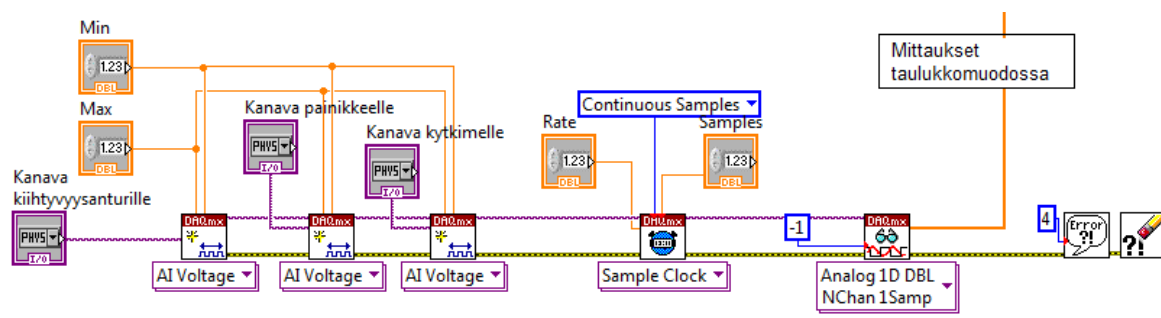 Min
1.23
DBL
Max
1.23
DBL
Kanava
kiihtyvyysanturille
PHYS
I/O
Kanava painikkeelle
PHYS
I/O
Kanava kytkimelle
PHYS
I/O
DAQmx
AI Voltage
DAQmx
AI Voltage
DAQmx
AI Voltage
Continuous Samples
Rate
1.23
DBL
Samples
1.23
DBL
DAQmx
Sample Clock
-1
DAQmx
Analog 1D DBL
NChan 1Samp
Mittaukset
taulukkomuodossa
4
Error
?!
?!